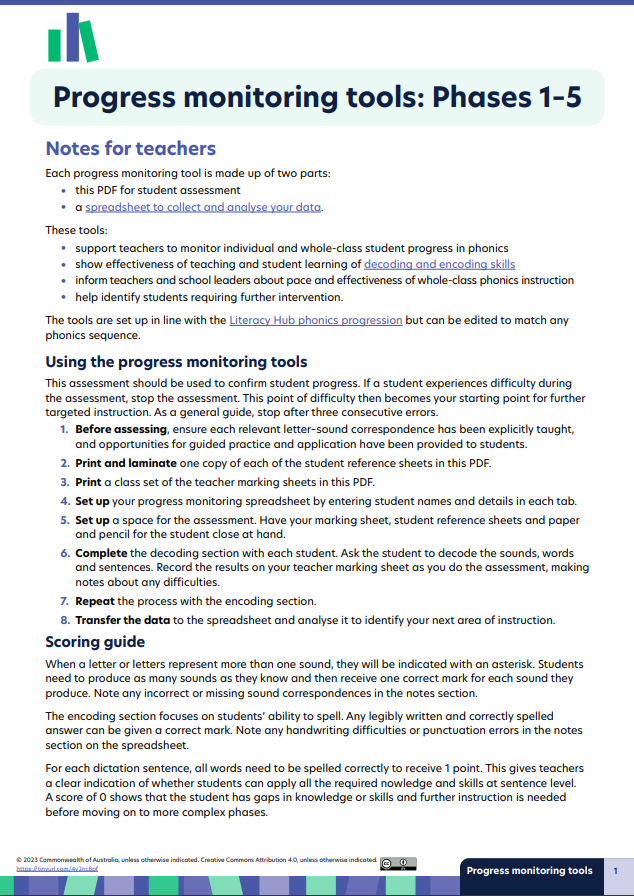 Progress monitoring tools: Phases 1–5
Notes for teachers
Each progress monitoring tool is made up of two parts:
• this PDF for student assessment
• a spreadsheet to collect and analyse your data.
These tools:
• support teachers to monitor individual and whole-class student progress in phonics
• show effectiveness of teaching and student learning of decoding and encoding skills
• inform teachers and school leaders about pace and effectiveness of whole-class phonics instruction
• help identify students requiring further intervention.
The tools are set up in line with the Literacy Hub phonics progression but can be edited to match any
phonics sequence.
Using the progress monitoring tools
This assessment should be used to confirm student progress. If a student experiences difficulty during
the assessment, stop the assessment. This point of difficulty then becomes your starting point for further
targeted instruction. As a general guide, stop after three consecutive errors.
1. Before assessing, ensure each relevant letter–sound correspondence has been explicitly taught,
and opportunities for guided practice and application have been provided to students.
2. Print and laminate one copy of each of the student reference sheets in this PDF.
3. Print a class set of the teacher marking sheets in this PDF.
4. Set up your progress monitoring spreadsheet by entering student names and details in each tab.
5. Set up a space for the assessment. Have your marking sheet, student reference sheets and paper
and pencil for the student close at hand.
6. Complete the decoding section with each student. Ask the student to decode the sounds, words
and sentences. Record the results on your teacher marking sheet as you do the assessment, making
notes about any difficulties.
7. Repeat the process with the encoding section.
8. Transfer the data to the spreadsheet and analyse it to identify your next area of instruction.
Scoring guide
When a letter or letters represent more than one sound, they will be indicated with an asterisk. Students
need to produce as many sounds as they know and then receive one correct mark for each sound they
produce. Note any incorrect or missing sound correspondences in the notes section.
The encoding section focuses on students’ ability to spell. Any legibly written and correctly spelled
answer can be given a correct mark. Note any handwriting difficulties or punctuation errors in the notes
section on the spreadsheet.
For each dictation sentence, all words need to be spelled correctly to receive 1 point. This gives teachers
a clear indication of whether students can apply all the required nowledge and skills at sentence level.
A score of 0 shows that the student has gaps in knowledge or skills and further instruction is needed
before moving on to more complex phases.
© 2023 Commonwealth of Australia, unless otherwise indicated. Creative Commons Attribution 4.0, unless otherwise indicated.
https://tinyurl.com/4v2nc8pf
Progress monitoring tools 1